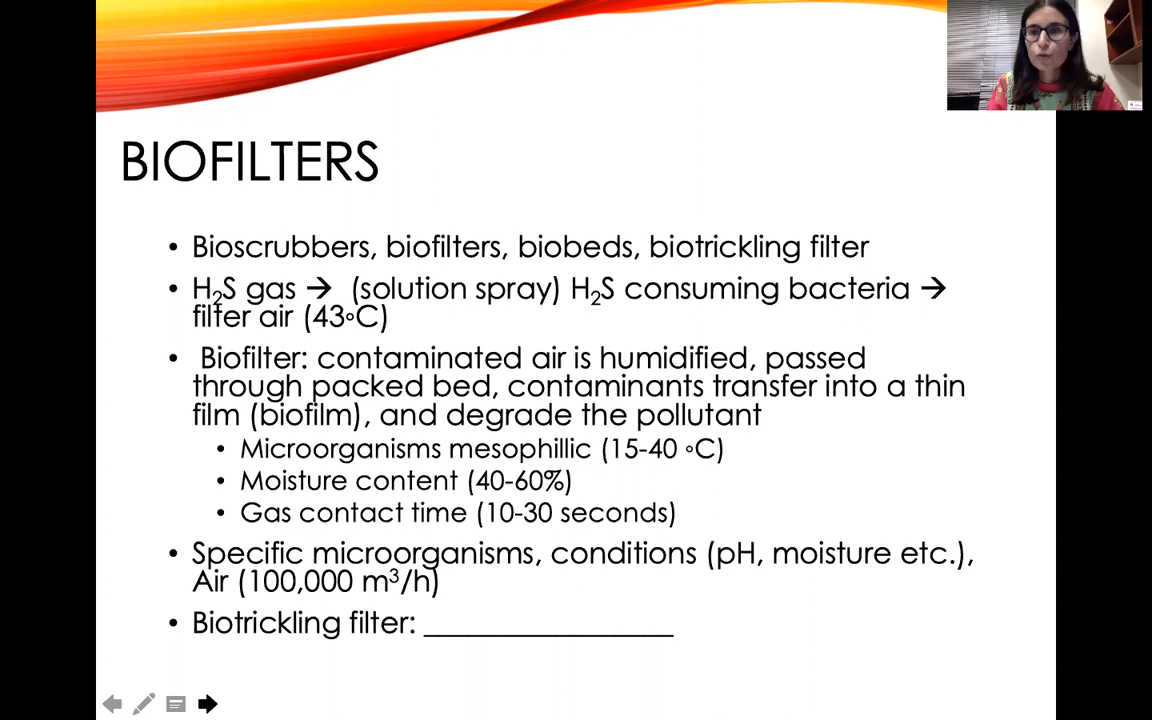 BIOFILTERS
• Bioscrubbers, biofilters, biobeds, biotrickling filter
• H₂S gas → (solution spray) H₂S consuming bacteria →
filter air (43∘C)
• Biofilter: contaminated air is humidified, passed
through packed bed, contaminants transfer into a thin
film (biofilm), and degrade the pollutant
• Microorganisms mesophillic (15-40 ∘C)
• Moisture content (40-60%)
• Gas contact time (10-30 seconds)
• Specific microorganisms, conditions (pH, moisture etc.),
Air (100,000 m³/h)
• Biotrickling filter: _________________